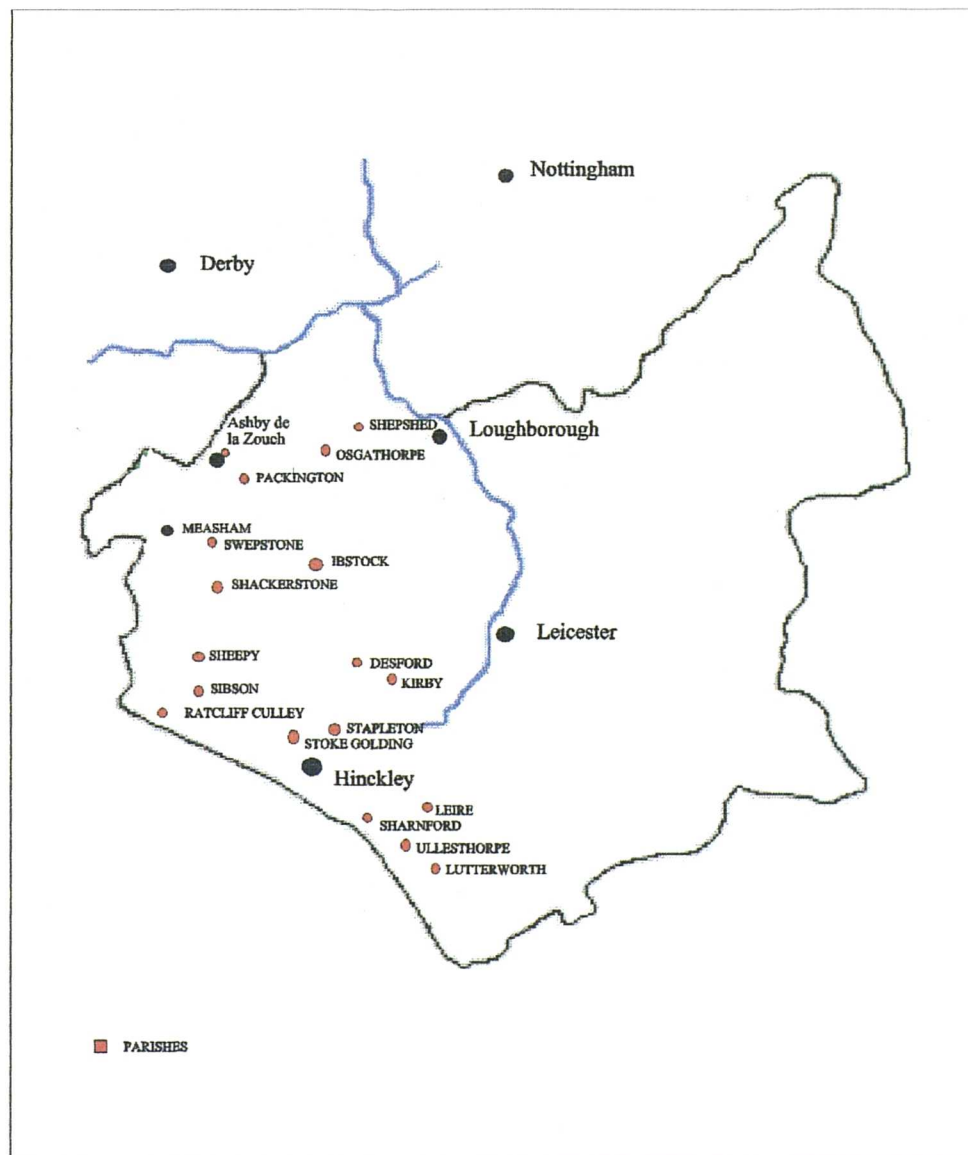 Nottingham
Derby
Ashby de
la Zouch
SHEPSHED
Loughborough
OSGATHORPE
PACKINGTON
MEASHAM
SWEPSTONE
IBSTOCK
SHACKERSTONE
Leicester
SHEEPY
DESFORD
KIRBY
SIBSON
RATCLIFF CULLEY
STAPLETON
STOKE GOLDING
Hinckley
LEIRE
SHARNFORD
ULLESTHORPE
LUTTERWORTH
PARISHES